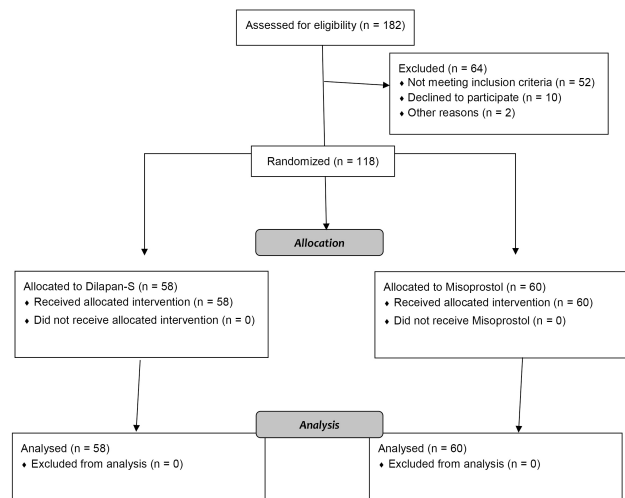 Assessed for eligibility (n = 182)
Excluded (n = 64)
♦ Not meeting inclusion criteria (n = 52)
♦ Declined to participate (n = 10)
♦ Other reasons (n = 2)
Randomized (n = 118)
Allocation
Allocated to Dilapan-S (n = 58)
♦ Received allocated intervention (n = 58)
♦ Did not receive allocated intervention (n = 0)
Allocated to Misoprostol (n = 60)
♦ Received allocated intervention (n = 60)
♦ Did not receive Misoprostol (n = 0)
Analysis
Analysed (n = 58)
♦ Excluded from analysis (n = 0)
Analysed (n = 60)
♦ Excluded from analysis (n = 0)